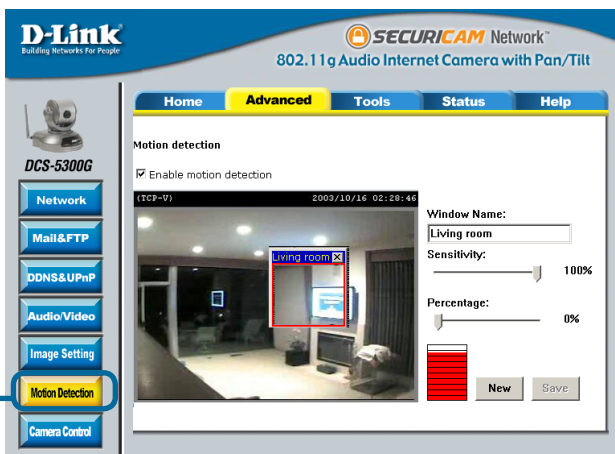 D-Link
Building Networks for People
SECURICAM Network™
802.11g Audio Internet Camera with Pan/Tilt
DCS-5300G
Home Advanced Tools Status Help
Network
Mail&FTP
DDNS&UPnP
Audio/Video
Image Setting
Motion Detection
Camera Control
Motion detection
Enable motion detection
(TCP-V) 2003/10/16 02:28:46
Living room
Window Name:
Living room
Sensitivity:
100%
Percentage:
0%
New Save